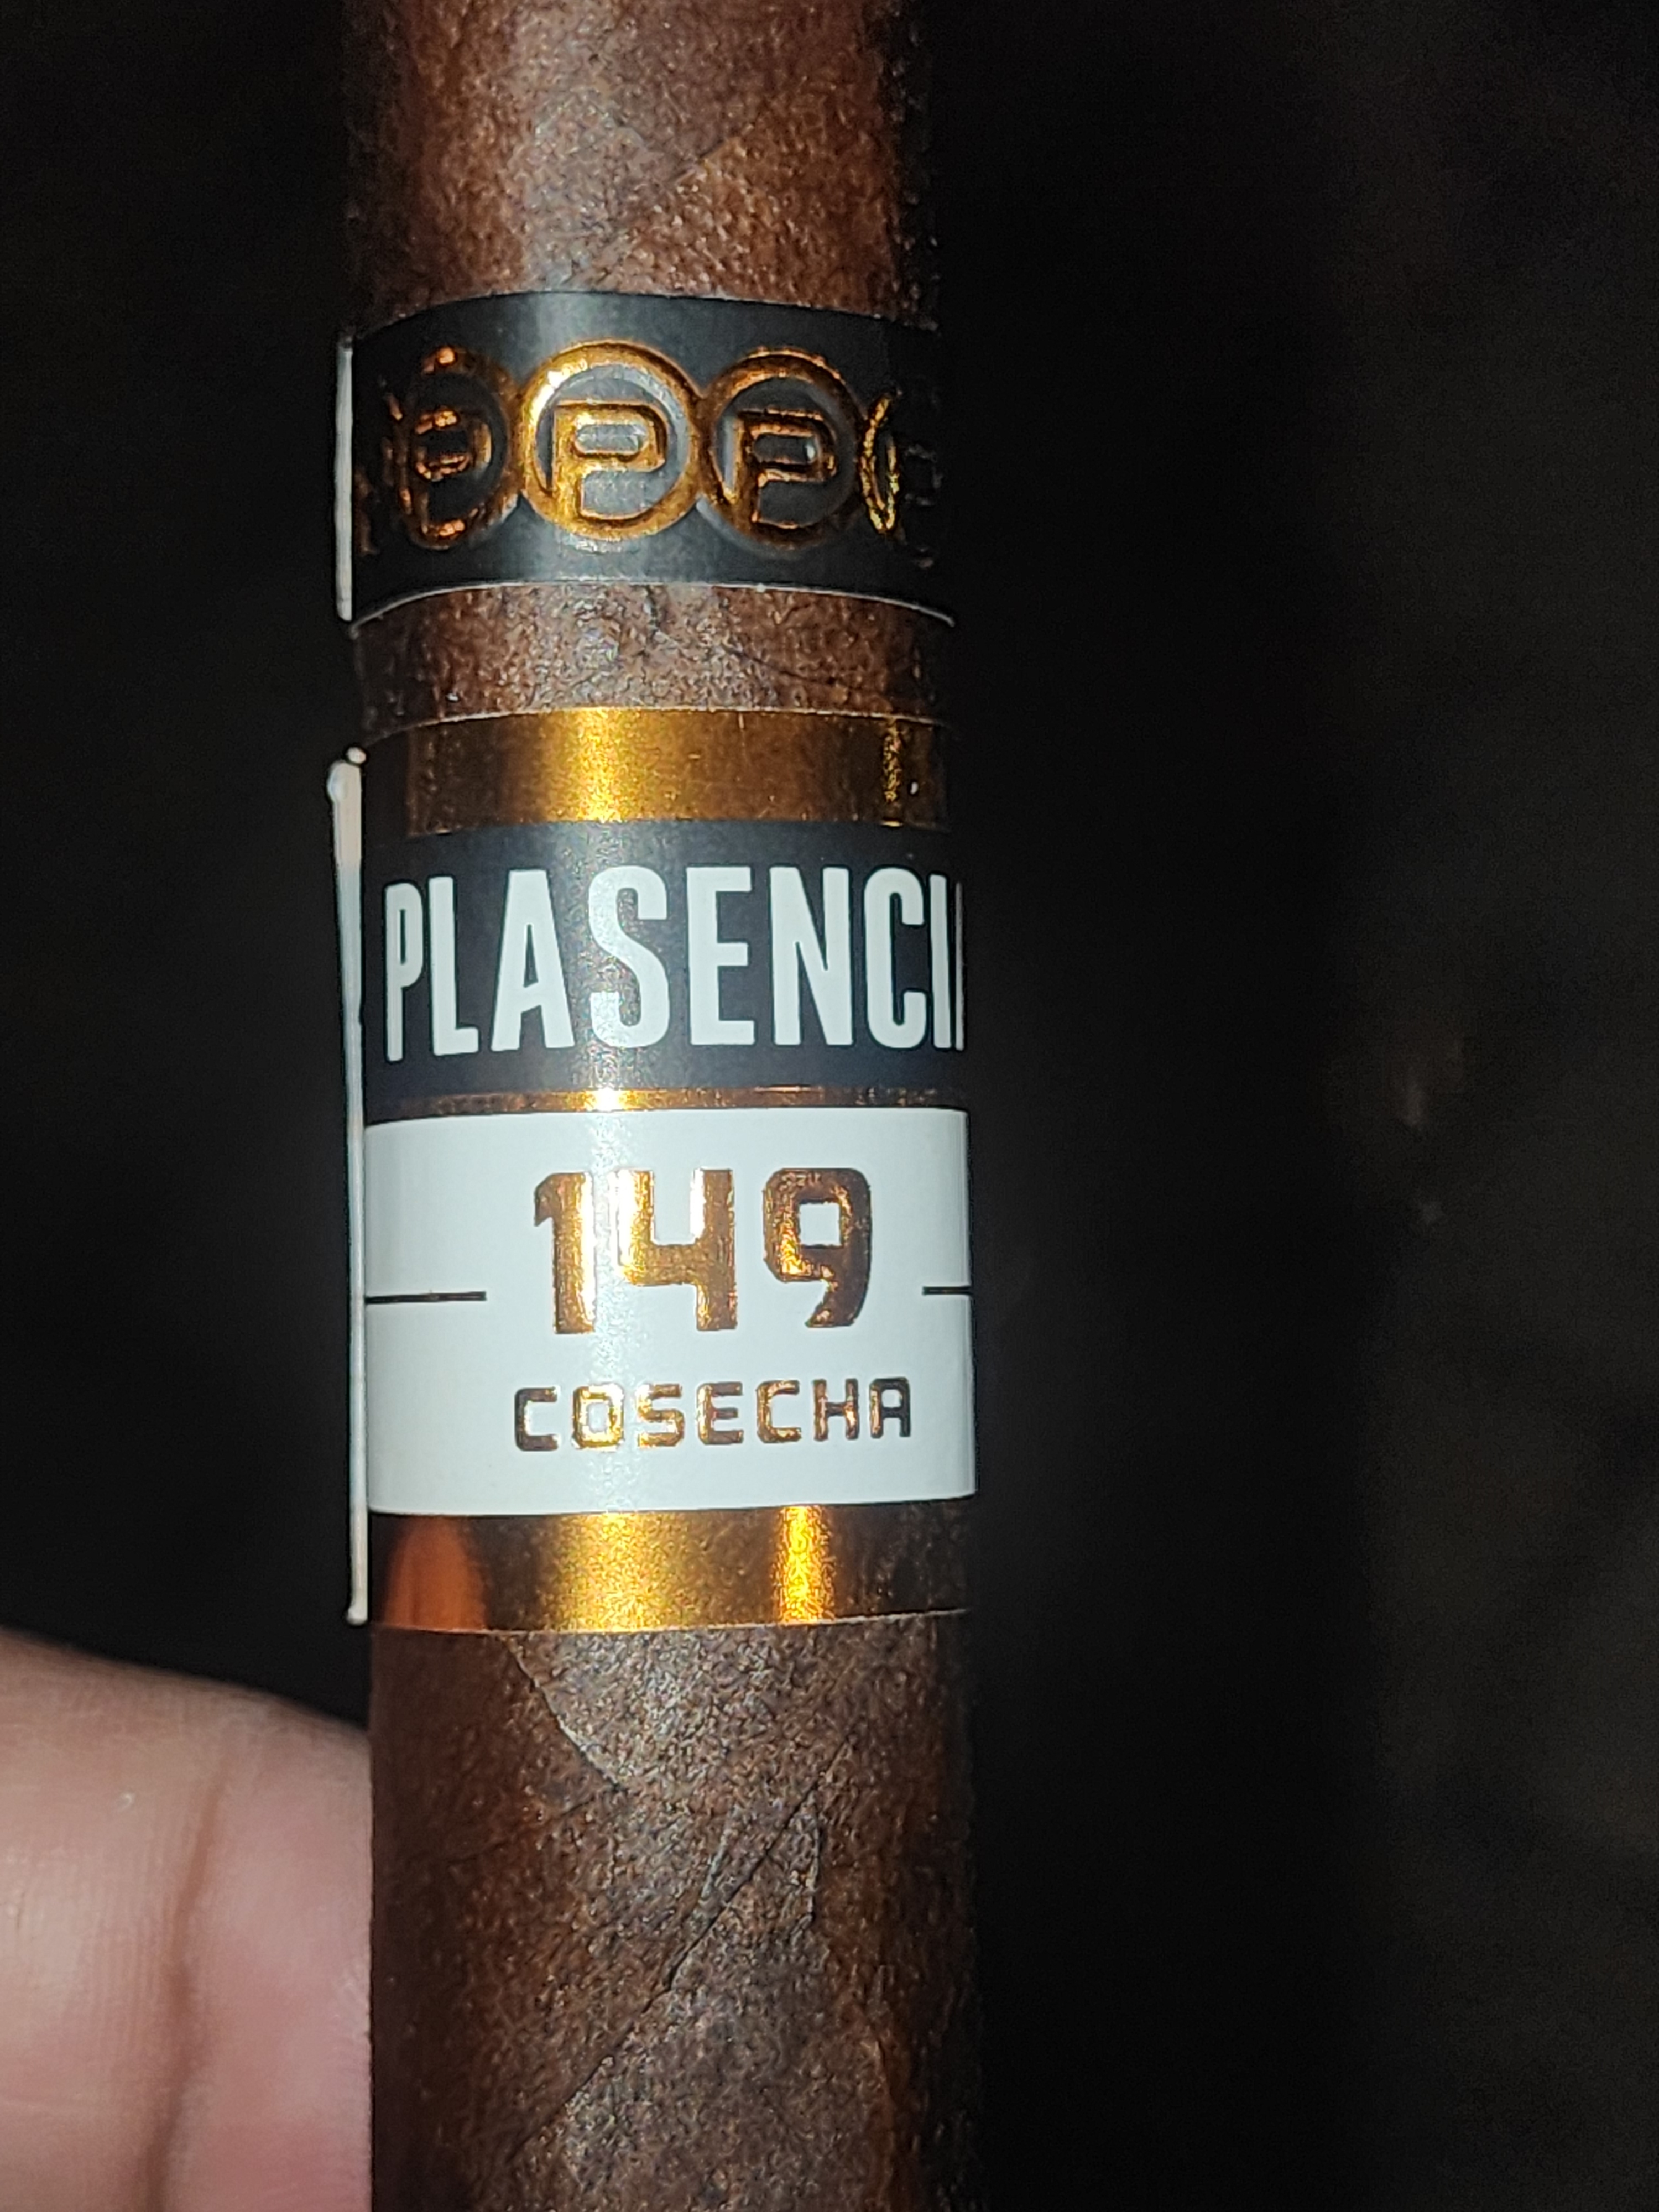 P P P
PLASENCI
149
COSECHA